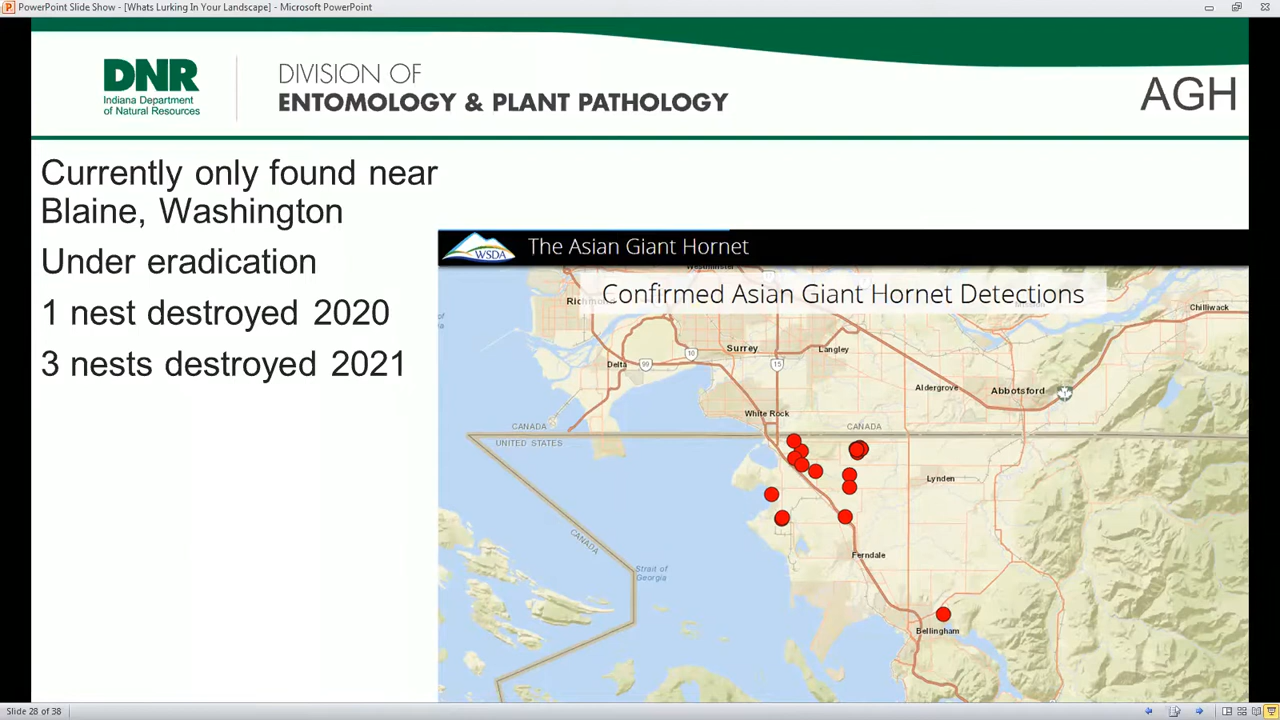 PowerPoint Slide Show - [Whats Lurking In Your Landscape] - Microsoft PowerPoint
DNR
Indiana Department
of Natural Resources
DIVISION OF
ENTOMOLOGY & PLANT PATHOLOGY
AGH
Currently only found near
Blaine, Washington
Under eradication
1 nest destroyed 2020
3 nests destroyed 2021
WSDA
The Asian Giant Hornet
Confirmed Asian Giant Hornet Detections
Chilliwack
Surrey
Langley
10
Delta
99
15
Aldergrove
Abbotsford
White Rock
CANADA
CANADA
UNITED STATES
Lynden
CANADA
Ferndale
Strait of
Georgia
Bellingham
Slide 28 of 38